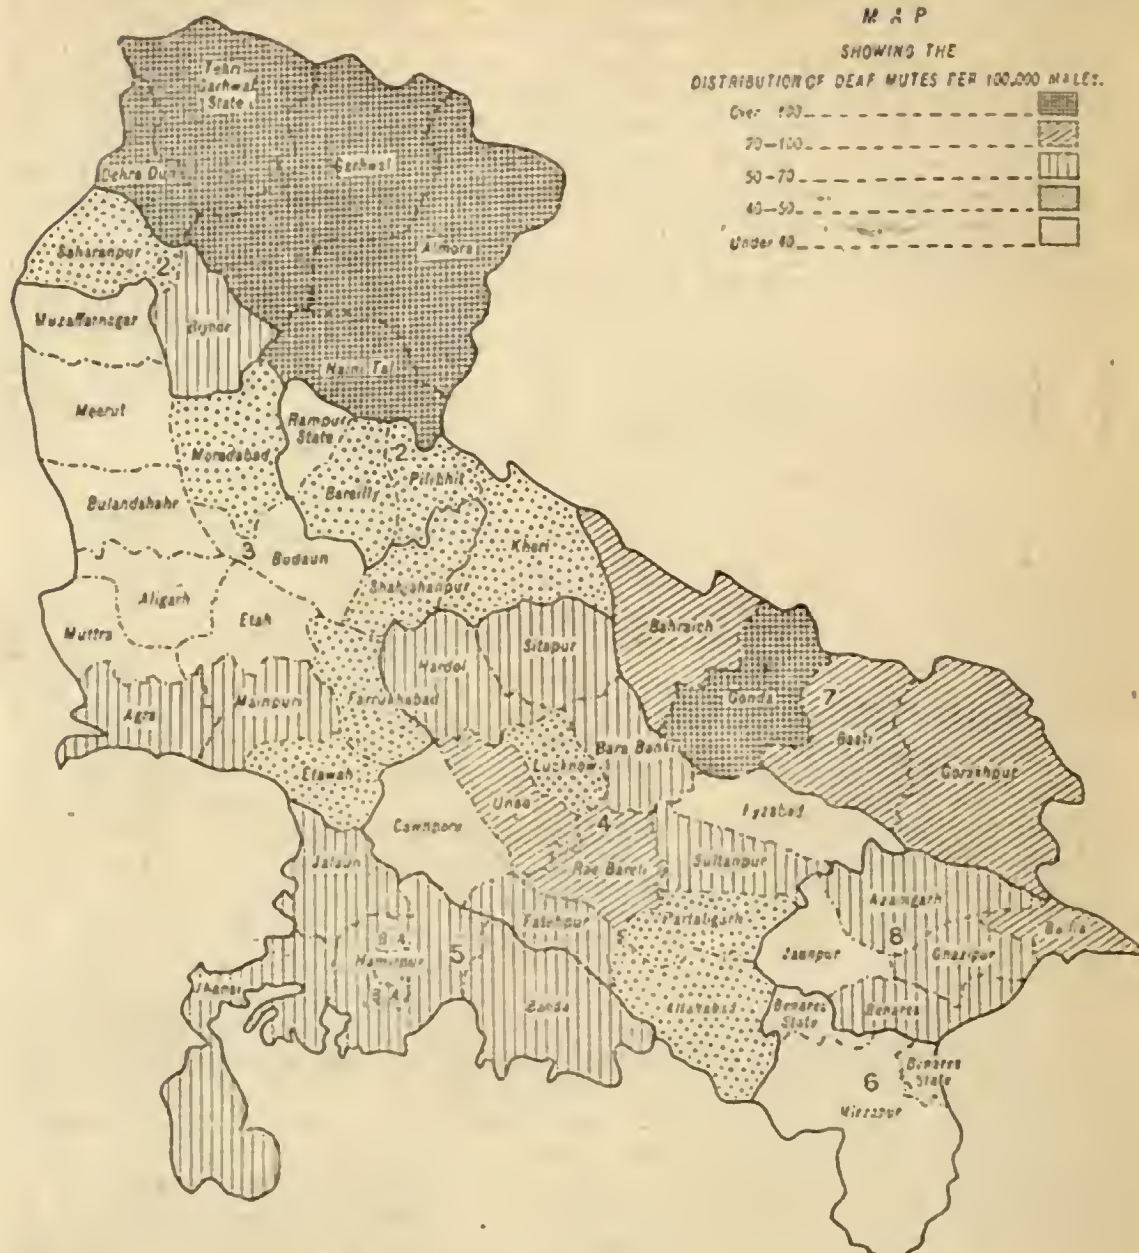 MAP
SHOWING THE
DISTRIBUTION OF DEAF MUTES PER 100,000 MALES.
Over 100
70—100
50—70
40—50
Under 40
Tehri
Garhwal
State
Garhwal
Dehra Dun
Almora
Saharanpur
2
Muzaffarnagar
Bijnor
Naini Tal
Meerut
Rampur
State
Moradabad
2
Pilibhit
Bareilly
Bulandshahr
3
Budaun
Kheri
Shahjahanpur
Aligarh
Etah
Muttra
Bahraich
Sitapur
Hardoi
Mainpuri
Farrukhabad
Agra
Gonda
7
Basti
Bara Banki
Gorakhpur
Etawah
Lucknow
Unao
Fyzabad
Cawnpore
4
Jalaun
Rae Bareli
Sultanpur
Azamgarh
Fatehpur
Partabgarh
Ballia
B.A.
8
Hamirpur
5
Jaunpur
Ghazipur
Jhansi
B.A.
Banda
Allahabad
Benares
State
Benares
Benares
State
6
Mirzapur